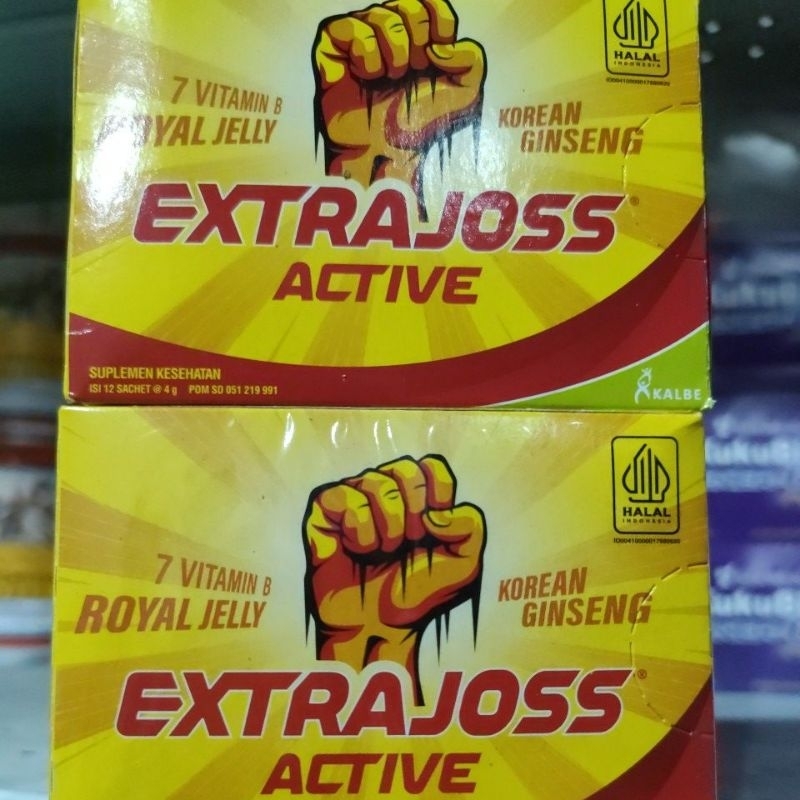 7 VITAMIN B
ROYAL JELLY
KOREAN
GINSENG
HALAL
INDONESIA
EXTRAJOSS®
ACTIVE
SUPLEMEN KESEHATAN
ISI 12 SACHET @ 4 g POM SD 051 219 991
KALBE
7 VITAMIN B
ROYAL JELLY
KOREAN
GINSENG
HALAL
INDONESIA
EXTRAJOSS®
ACTIVE